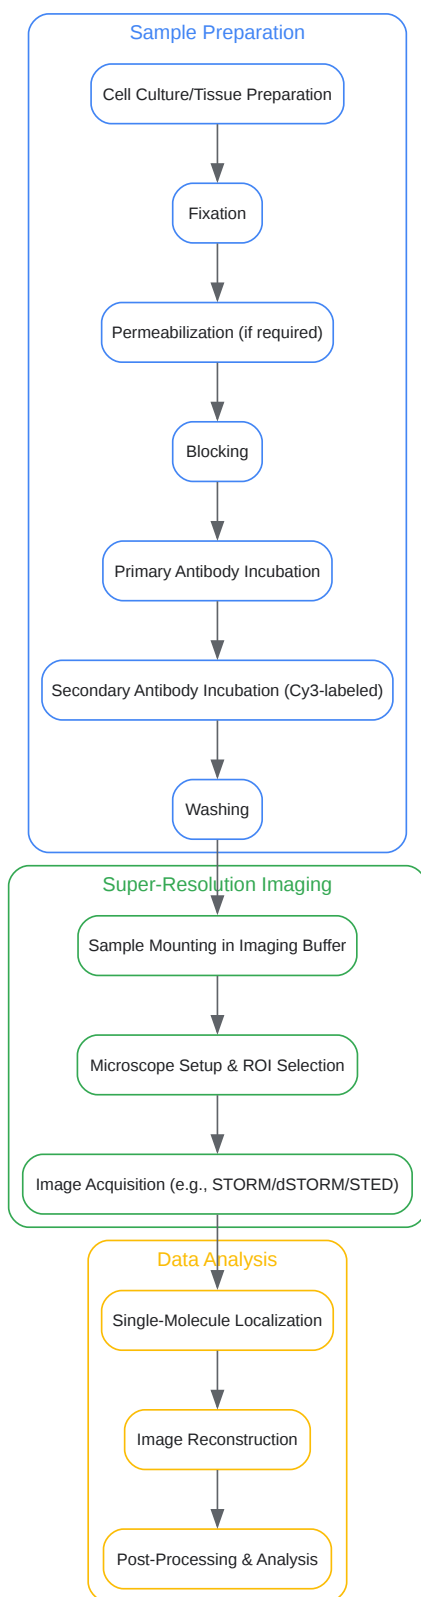 Sample Preparation
Cell Culture/Tissue Preparation
Fixation
Permeabilization (if required)
Blocking
Primary Antibody Incubation
Secondary Antibody Incubation (Cy3-labeled)
Washing
Super-Resolution Imaging
Sample Mounting in Imaging Buffer
Microscope Setup & ROI Selection
Image Acquisition (e.g., STORM/dSTORM/STED)
Data Analysis
Single-Molecule Localization
Image Reconstruction
Post-Processing & Analysis